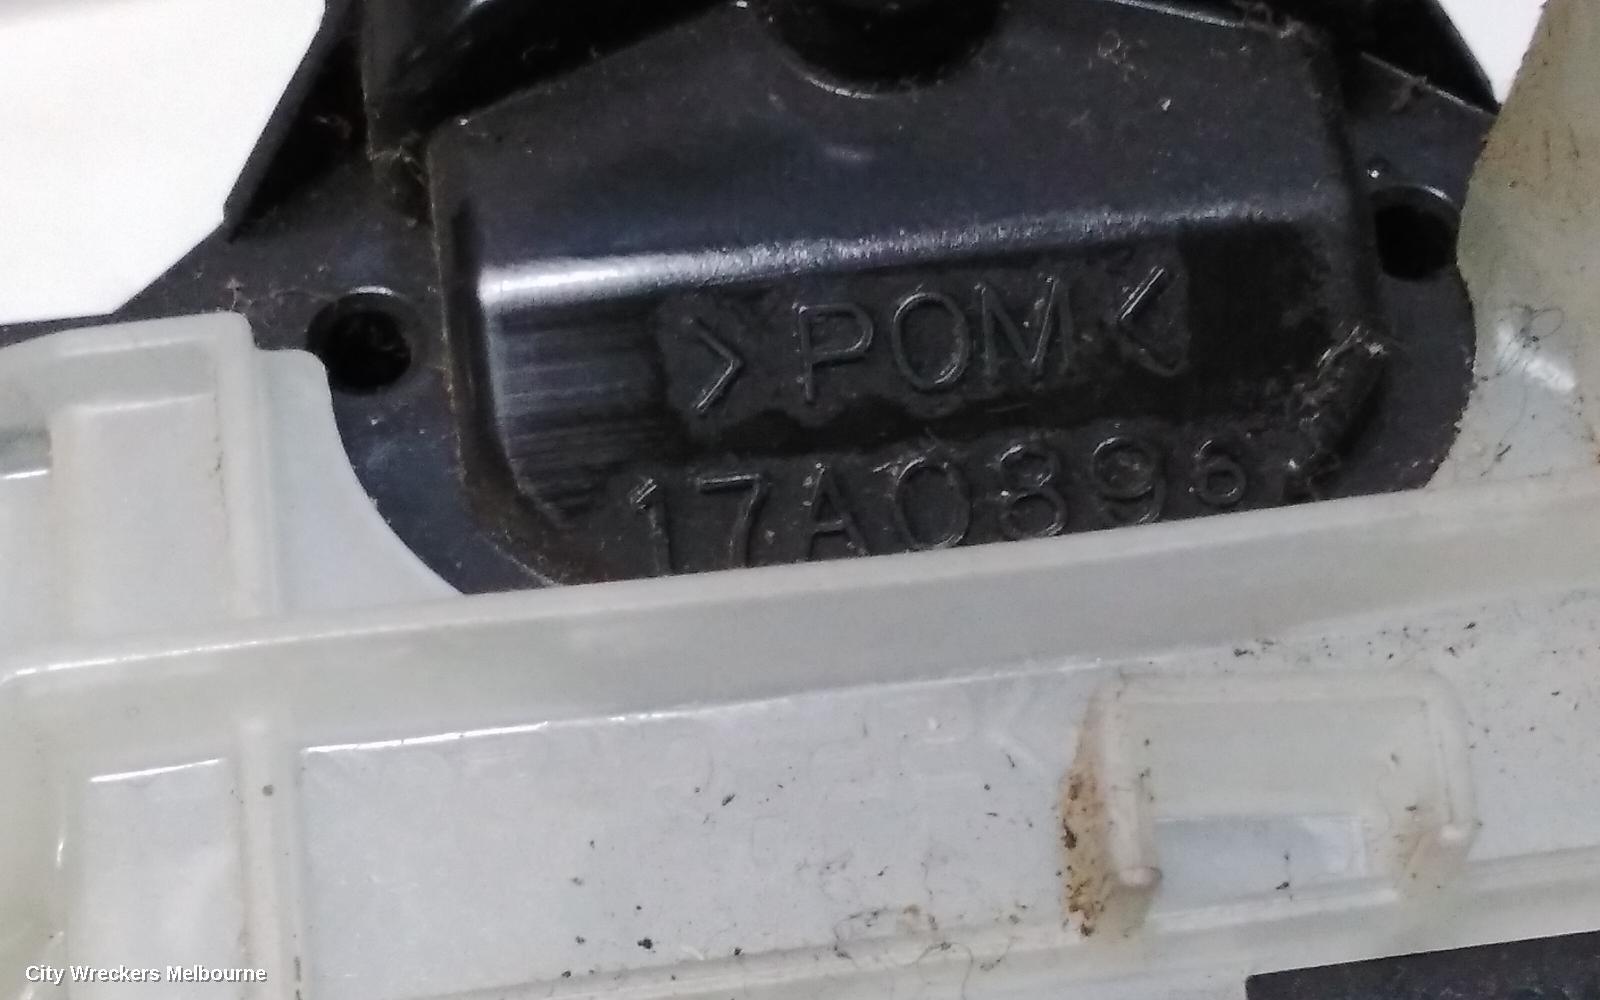 >POM<
17A0896
City Wreckers Melbourne